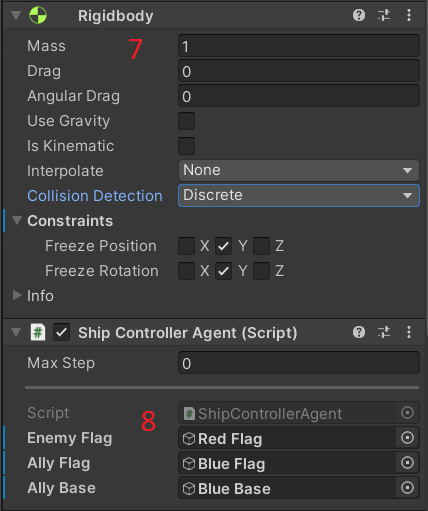 Rigidbody
7
Mass 1
Drag 0
Angular Drag 0
Use Gravity
Is Kinematic
Interpolate None
Collision Detection Discrete
Constraints
Freeze Position X Y Z
Freeze Rotation X Y Z
Info
# Ship Controller Agent (Script)
Max Step 0
8
Script # ShipControllerAgent
Enemy Flag Red Flag
Ally Flag Blue Flag
Ally Base Blue Base